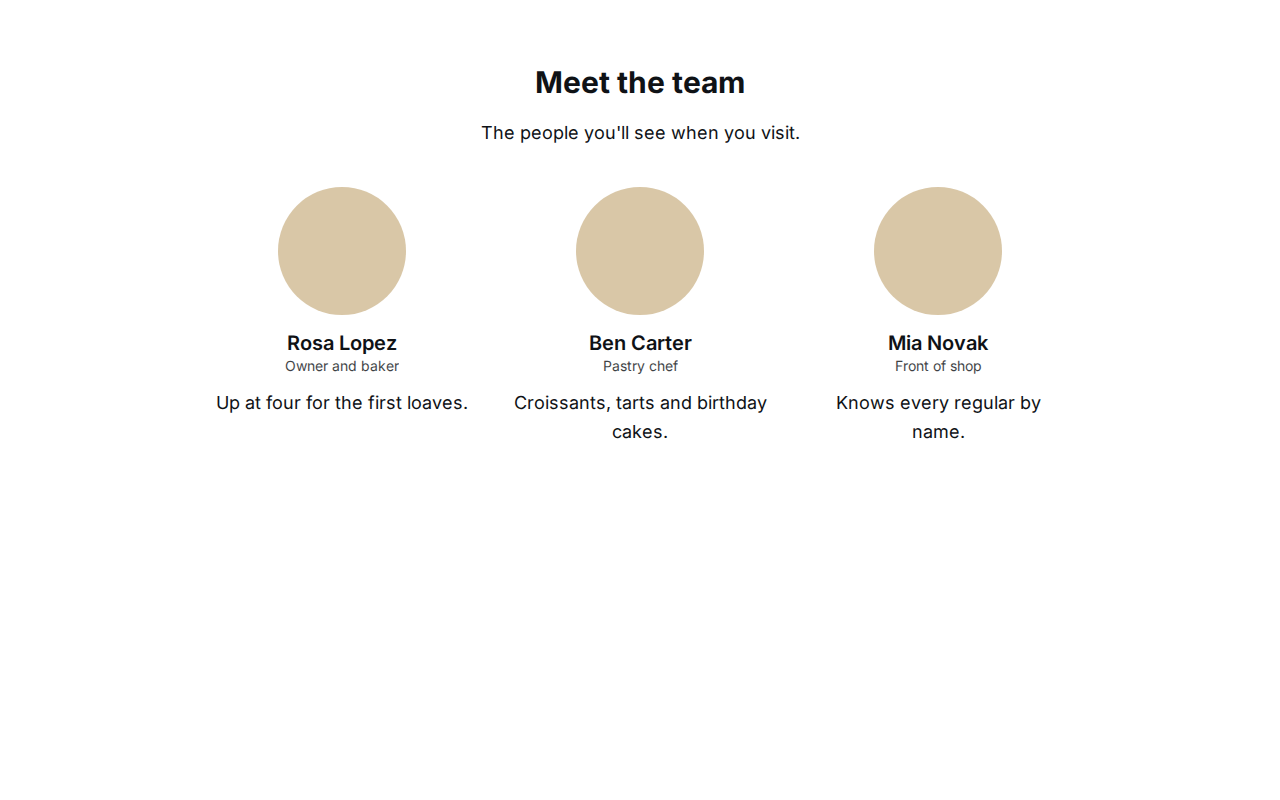 Meet the team
The people you'll see when you visit.
Rosa Lopez
Owner and baker
Up at four for the first loaves.
Ben Carter
Pastry chef
Croissants, tarts and birthday
cakes.
Mia Novak
Front of shop
Knows every regular by
name.